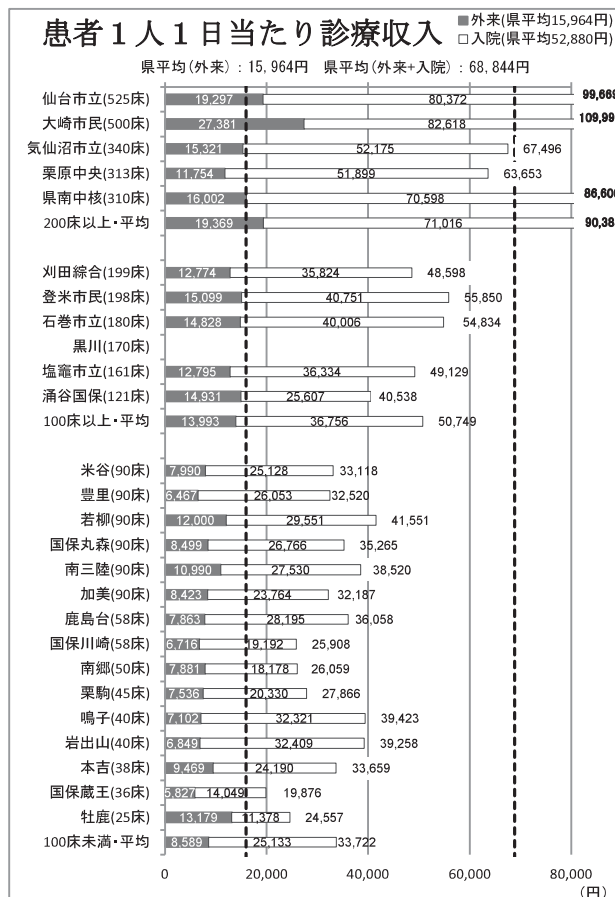 患者１人１日当たり診療収入
外来(県平均15,964円)
入院(県平均52,880円)
県平均(外来)：15,964円 県平均(外来+入院)：68,844円
仙台市立(525床) 19,297 80,372 99,669
大崎市民(500床) 27,381 82,618 109,99
気仙沼市立(340床) 15,321 52,175 67,496
栗原中央(313床) 11,754 51,899 63,653
県南中核(310床) 16,002 70,598 86,600
200床以上・平均 19,369 71,016 90,38
刈田綜合(199床) 12,774 35,824 48,598
登米市民(198床) 15,099 40,751 55,850
石巻市立(180床) 14,828 40,006 54,834
黒川(170床)
塩竈市立(161床) 12,795 36,334 49,129
涌谷国保(121床) 14,931 25,607 40,538
100床以上・平均 13,993 36,756 50,749
米谷(90床) 7,990 25,128 33,118
豊里(90床) 6,467 26,053 32,520
若柳(90床) 12,000 29,551 41,551
国保丸森(90床) 8,499 26,766 35,265
南三陸(90床) 10,990 27,530 38,520
加美(90床) 8,423 23,764 32,187
鹿島台(58床) 7,863 28,195 36,058
国保川崎(58床) 6,716 19,192 25,908
南郷(50床) 7,881 18,178 26,059
栗駒(45床) 7,536 20,330 27,866
鳴子(40床) 7,102 32,321 39,423
岩出山(40床) 6,849 32,409 39,258
本吉(38床) 9,469 24,190 33,659
国保蔵王(36床) 5,827 14,049 19,876
牡鹿(25床) 13,179 11,378 24,557
100床未満・平均 8,589 25,133 33,722
0 20,000 40,000 60,000 80,000
(円)